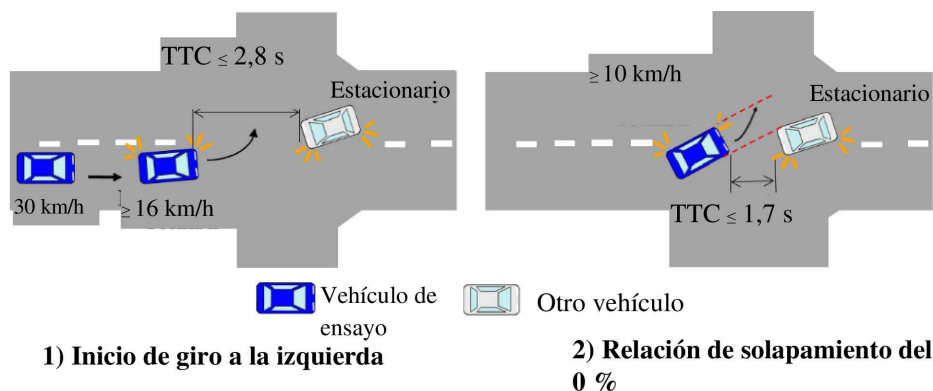 TTC ≤ 2,8 s
Estacionario
30 km/h
≥ 16 km/h
≥ 10 km/h
Estacionario
TTC ≤ 1,7 s
Vehículo de
ensayo
Otro vehículo
1) Inicio de giro a la izquierda
2) Relación de solapamiento del
0 %